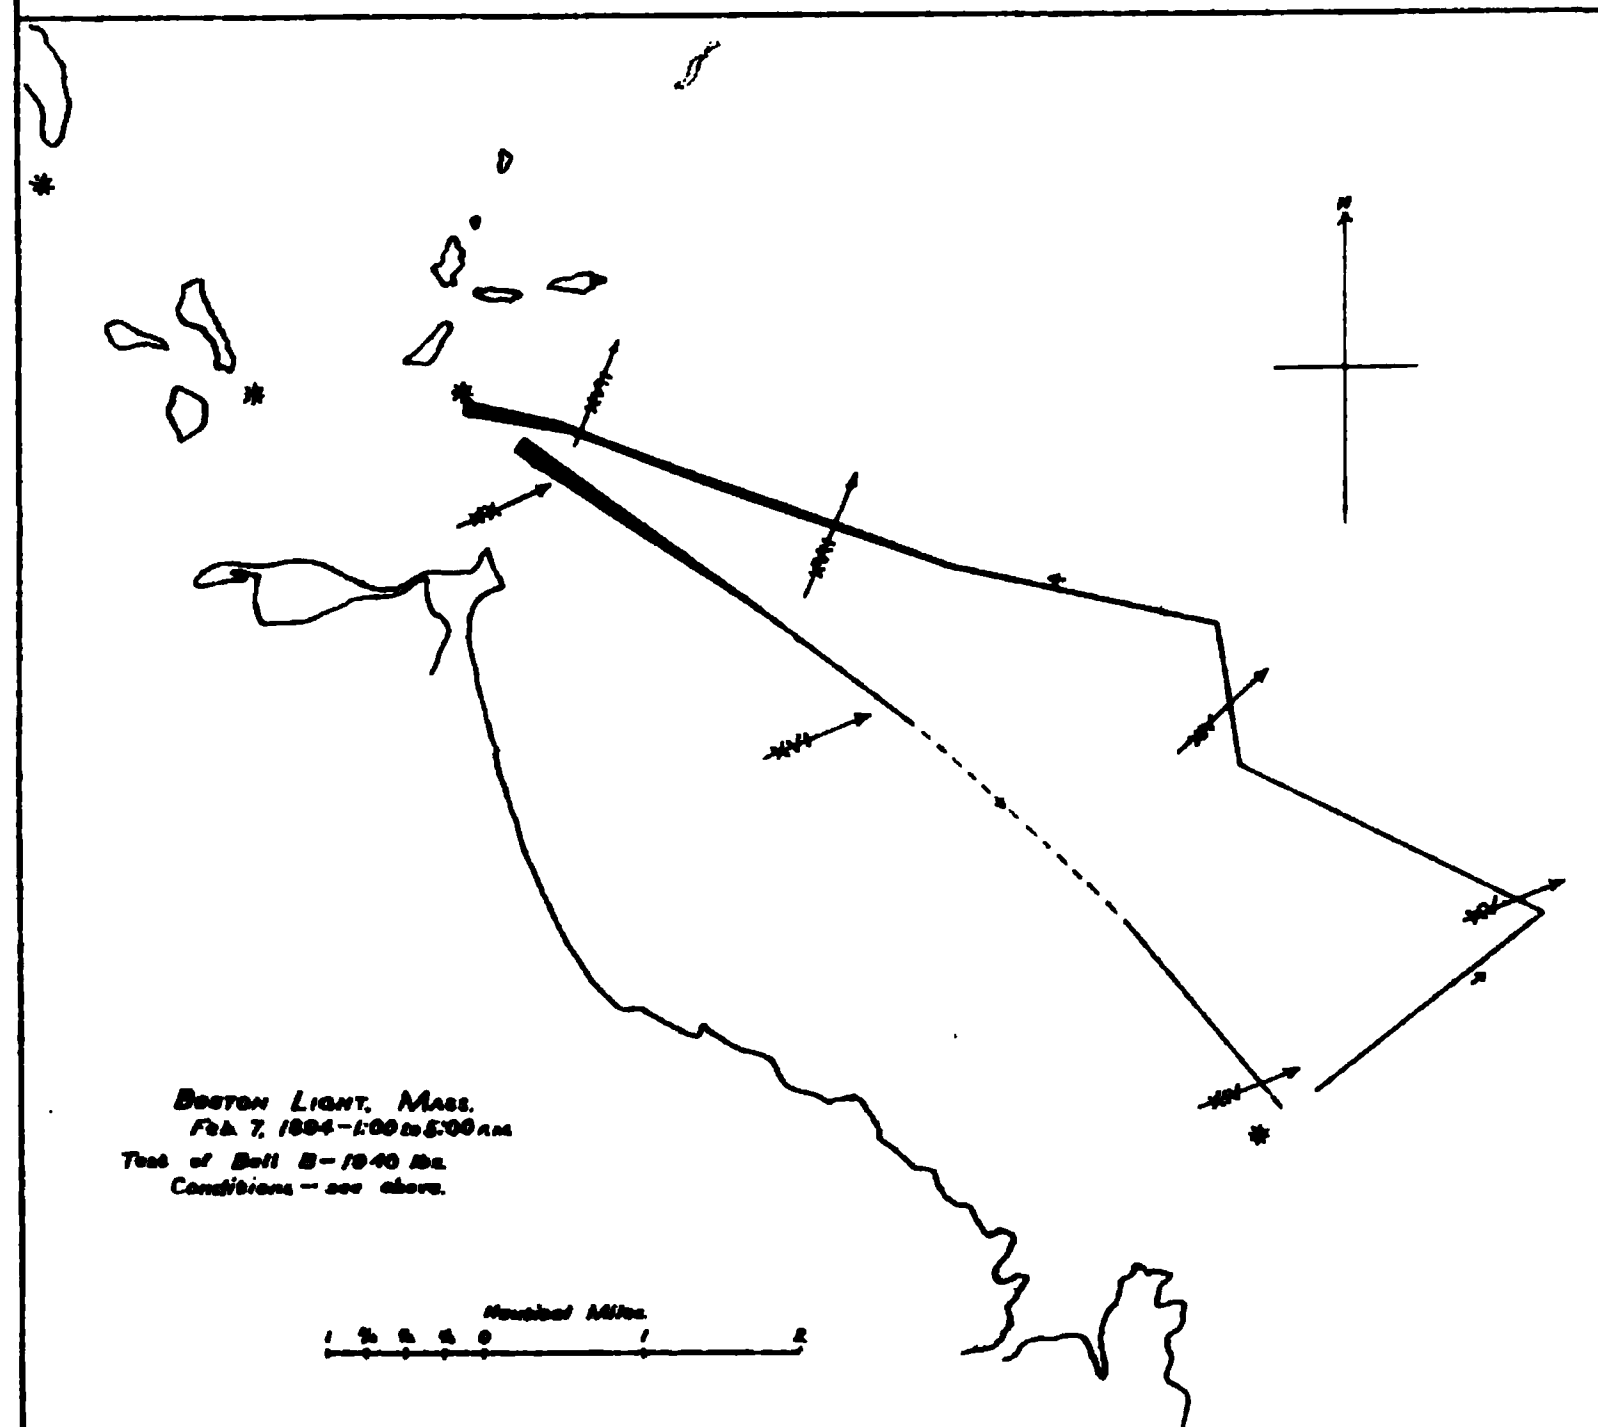 N
BOSTON LIGHT, MASS.
Feb. 7, 1894-1:00 to 5:00 P.M.
Test of Bell B-1840 lbs.
Conditions - see above.
Nautical Miles.
1 ¾ ½ ¼ 0 1 2